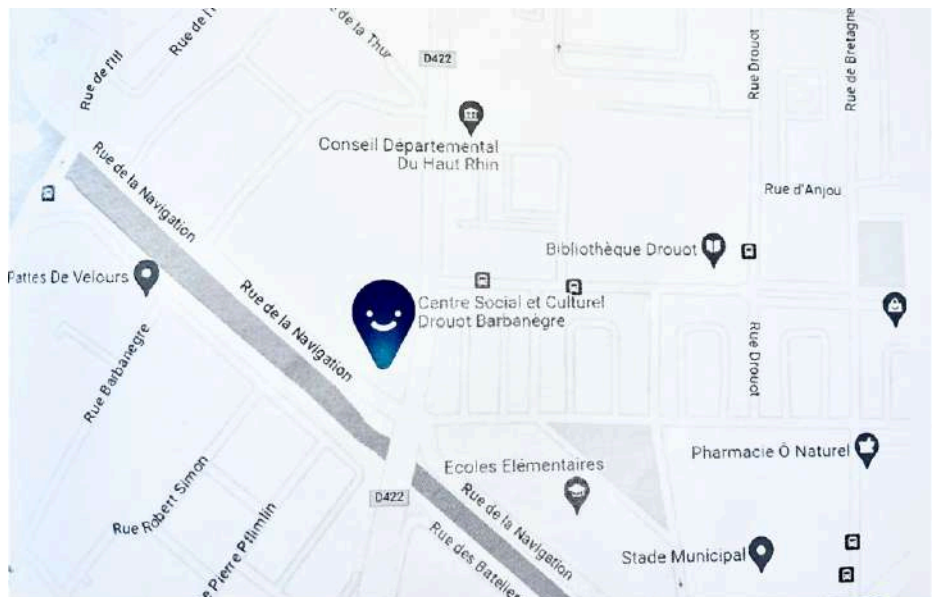 Rue de l'Ill
de la Thur
D422
Rue Drouot
Rue de Bretagne
Conseil Départemental
Du Haut Rhin
Rue de la Navigation
Rue d'Anjou
Bibliothèque Drouot
Pattes De Velours
Rue de la Navigation
Centre Social et Culturel
Drouot Barbanègre
Rue Barbanègre
Rue Drouot
Pharmacie Ô Naturel
Ecoles Elémentaires
Rue Robert Simon
D422
Rue de la Navigation
Rue des Batelie
Stade Municipal
e Pierre Pflimlin